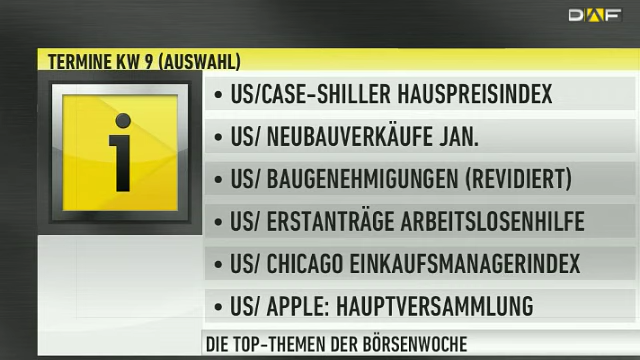 DAF
TERMINE KW 9 (AUSWAHL)
i
• US/CASE-SHILLER HAUSPREISINDEX
• US/ NEUBAUVERKÄUFE JAN.
• US/ BAUGENEHMIGUNGEN (REVIDIERT)
• US/ ERSTANTRÄGE ARBEITSLOSENHILFE
• US/ CHICAGO EINKAUFSMANAGERINDEX
• US/ APPLE: HAUPTVERSAMMLUNG
DIE TOP-THEMEN DER BÖRSENWOCHE